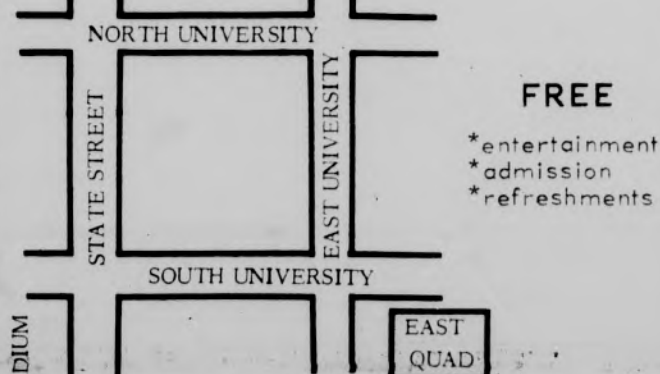 NORTH UNIVERSITY
STATE STREET
EAST UNIVERSITY
FREE
*entertainment
*admission
*refreshments
SOUTH UNIVERSITY
EAST
QUAD